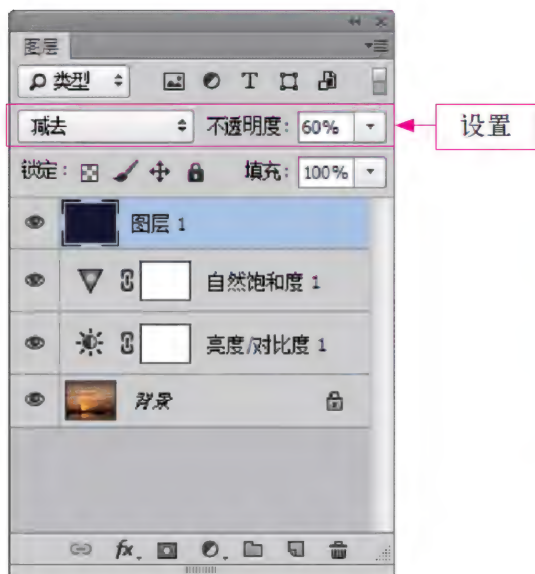 图层
类型
减去 不透明度: 60%
设置
锁定: 填充: 100%
图层 1
自然饱和度 1
亮度/对比度 1
背景
fx.